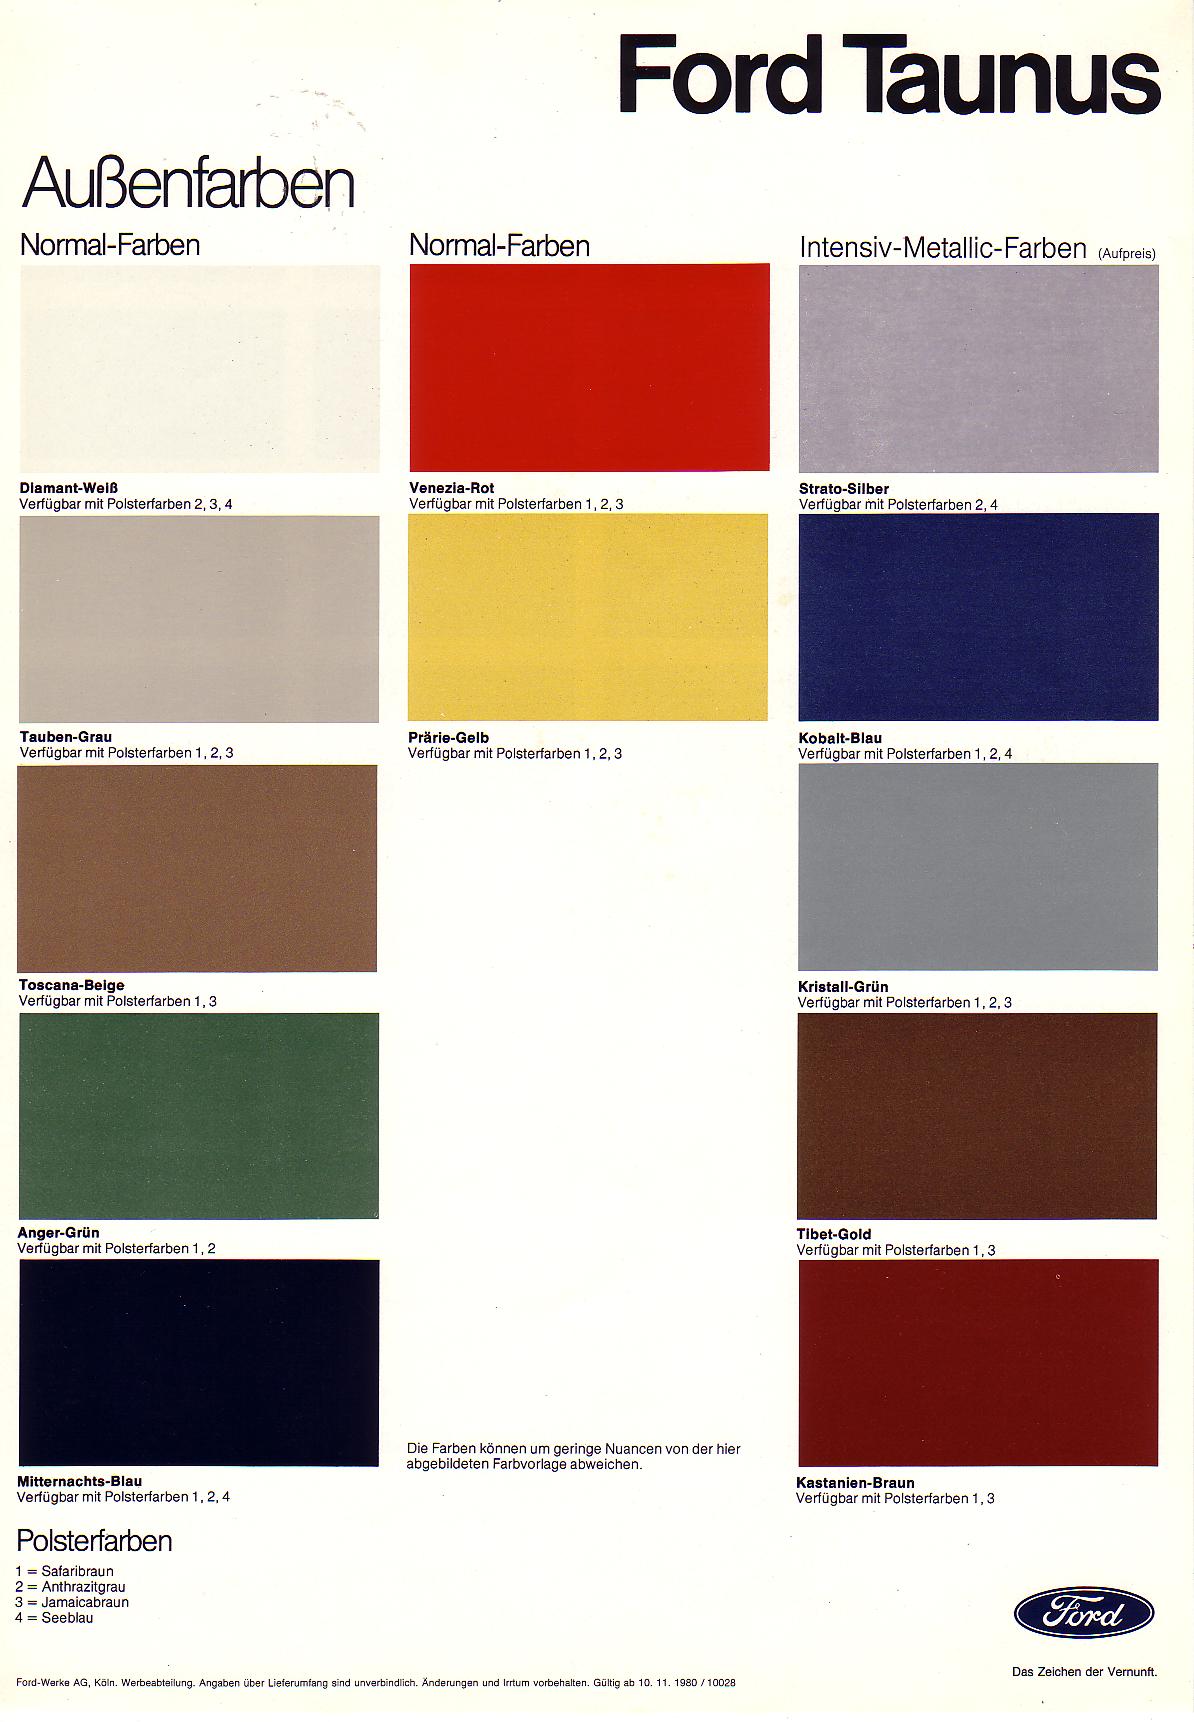 Ford Taunus
Außenfarben
Normal-Farben
Diamant-Weiß
Verfügbar mit Polsterfarben 2, 3, 4
Tauben-Grau
Verfügbar mit Polsterfarben 1, 2, 3
Toscana-Beige
Verfügbar mit Polsterfarben 1, 3
Anger-Grün
Verfügbar mit Polsterfarben 1, 2
Mitternachts-Blau
Verfügbar mit Polsterfarben 1, 2, 4
Normal-Farben
Venezia-Rot
Verfügbar mit Polsterfarben 1, 2, 3
Prärie-Gelb
Verfügbar mit Polsterfarben 1, 2, 3
Die Farben können um geringe Nuancen von der hier
abgebildeten Farbvorlage abweichen.
Intensiv-Metallic-Farben (Aufpreis)
Strato-Silber
Verfügbar mit Polsterfarben 2, 4
Kobalt-Blau
Verfügbar mit Polsterfarben 1, 2, 4
Kristall-Grün
Verfügbar mit Polsterfarben 1, 2, 3
Tibet-Gold
Verfügbar mit Polsterfarben 1, 3
Kastanien-Braun
Verfügbar mit Polsterfarben 1, 3
Polsterfarben
1 = Safaribraun
2 = Anthrazitgrau
3 = Jamaicabraun
4 = Seeblau
Ford
Das Zeichen der Vernunft.
Ford-Werke AG, Köln. Werbeabteilung. Angaben über Lieferumfang sind unverbindlich. Änderungen und Irrtum vorbehalten. Gültig ab 10. 11. 1980 / 10028